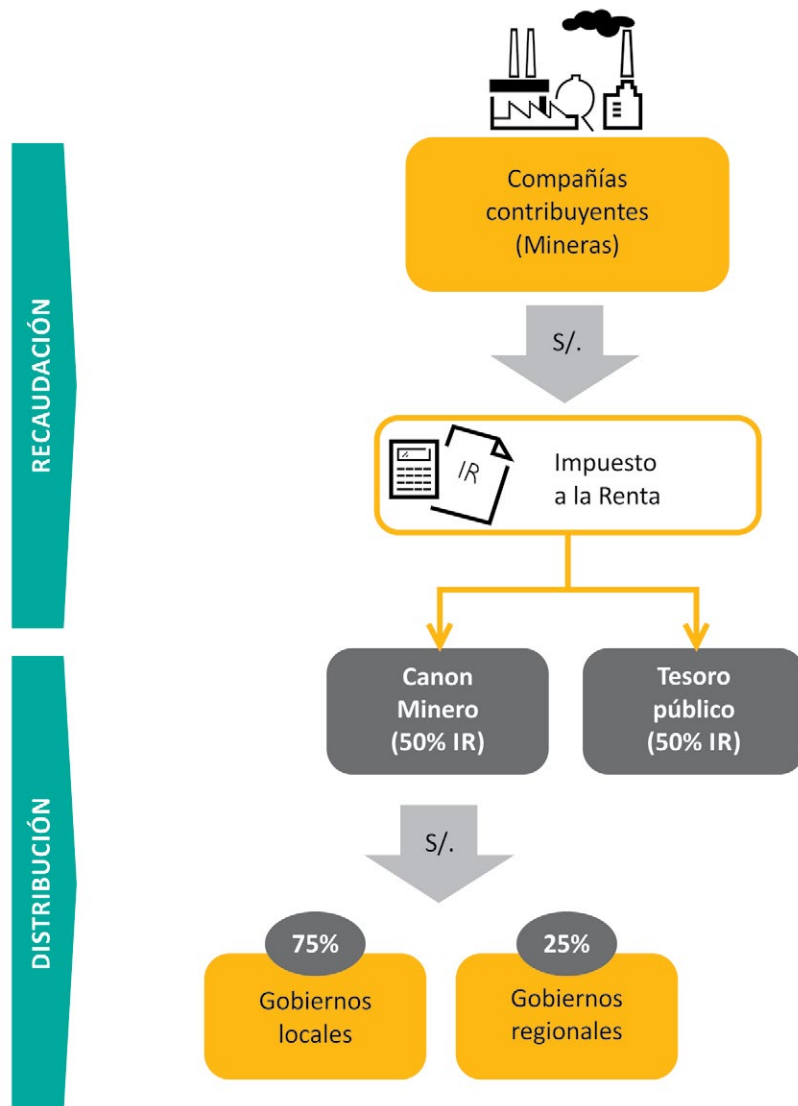 Compañías
contribuyentes
(Mineras)
RECAUDACIÓN
S/.
IR
Impuesto
a la Renta
Canon
Minero
(50% IR)
Tesoro
público
(50% IR)
DISTRIBUCIÓN
S/.
75%
Gobiernos
locales
25%
Gobiernos
regionales